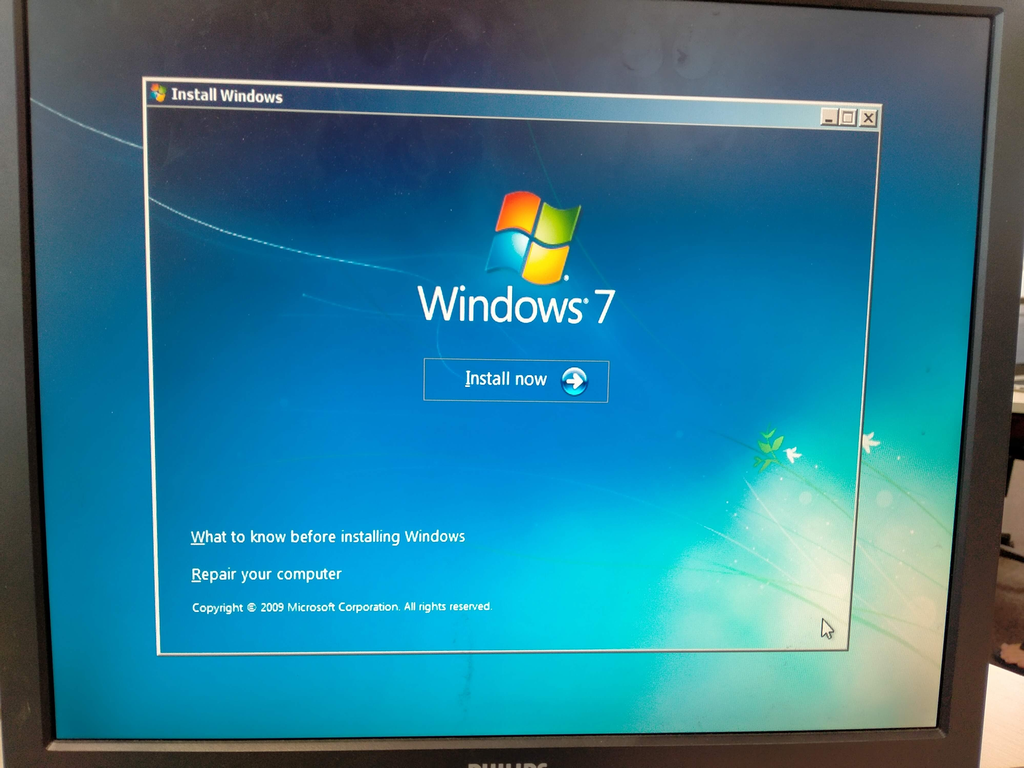 Install Windows
Windows® 7
Install now
What to know before installing Windows
Repair your computer
Copyright © 2009 Microsoft Corporation. All rights reserved.
PHILIPS